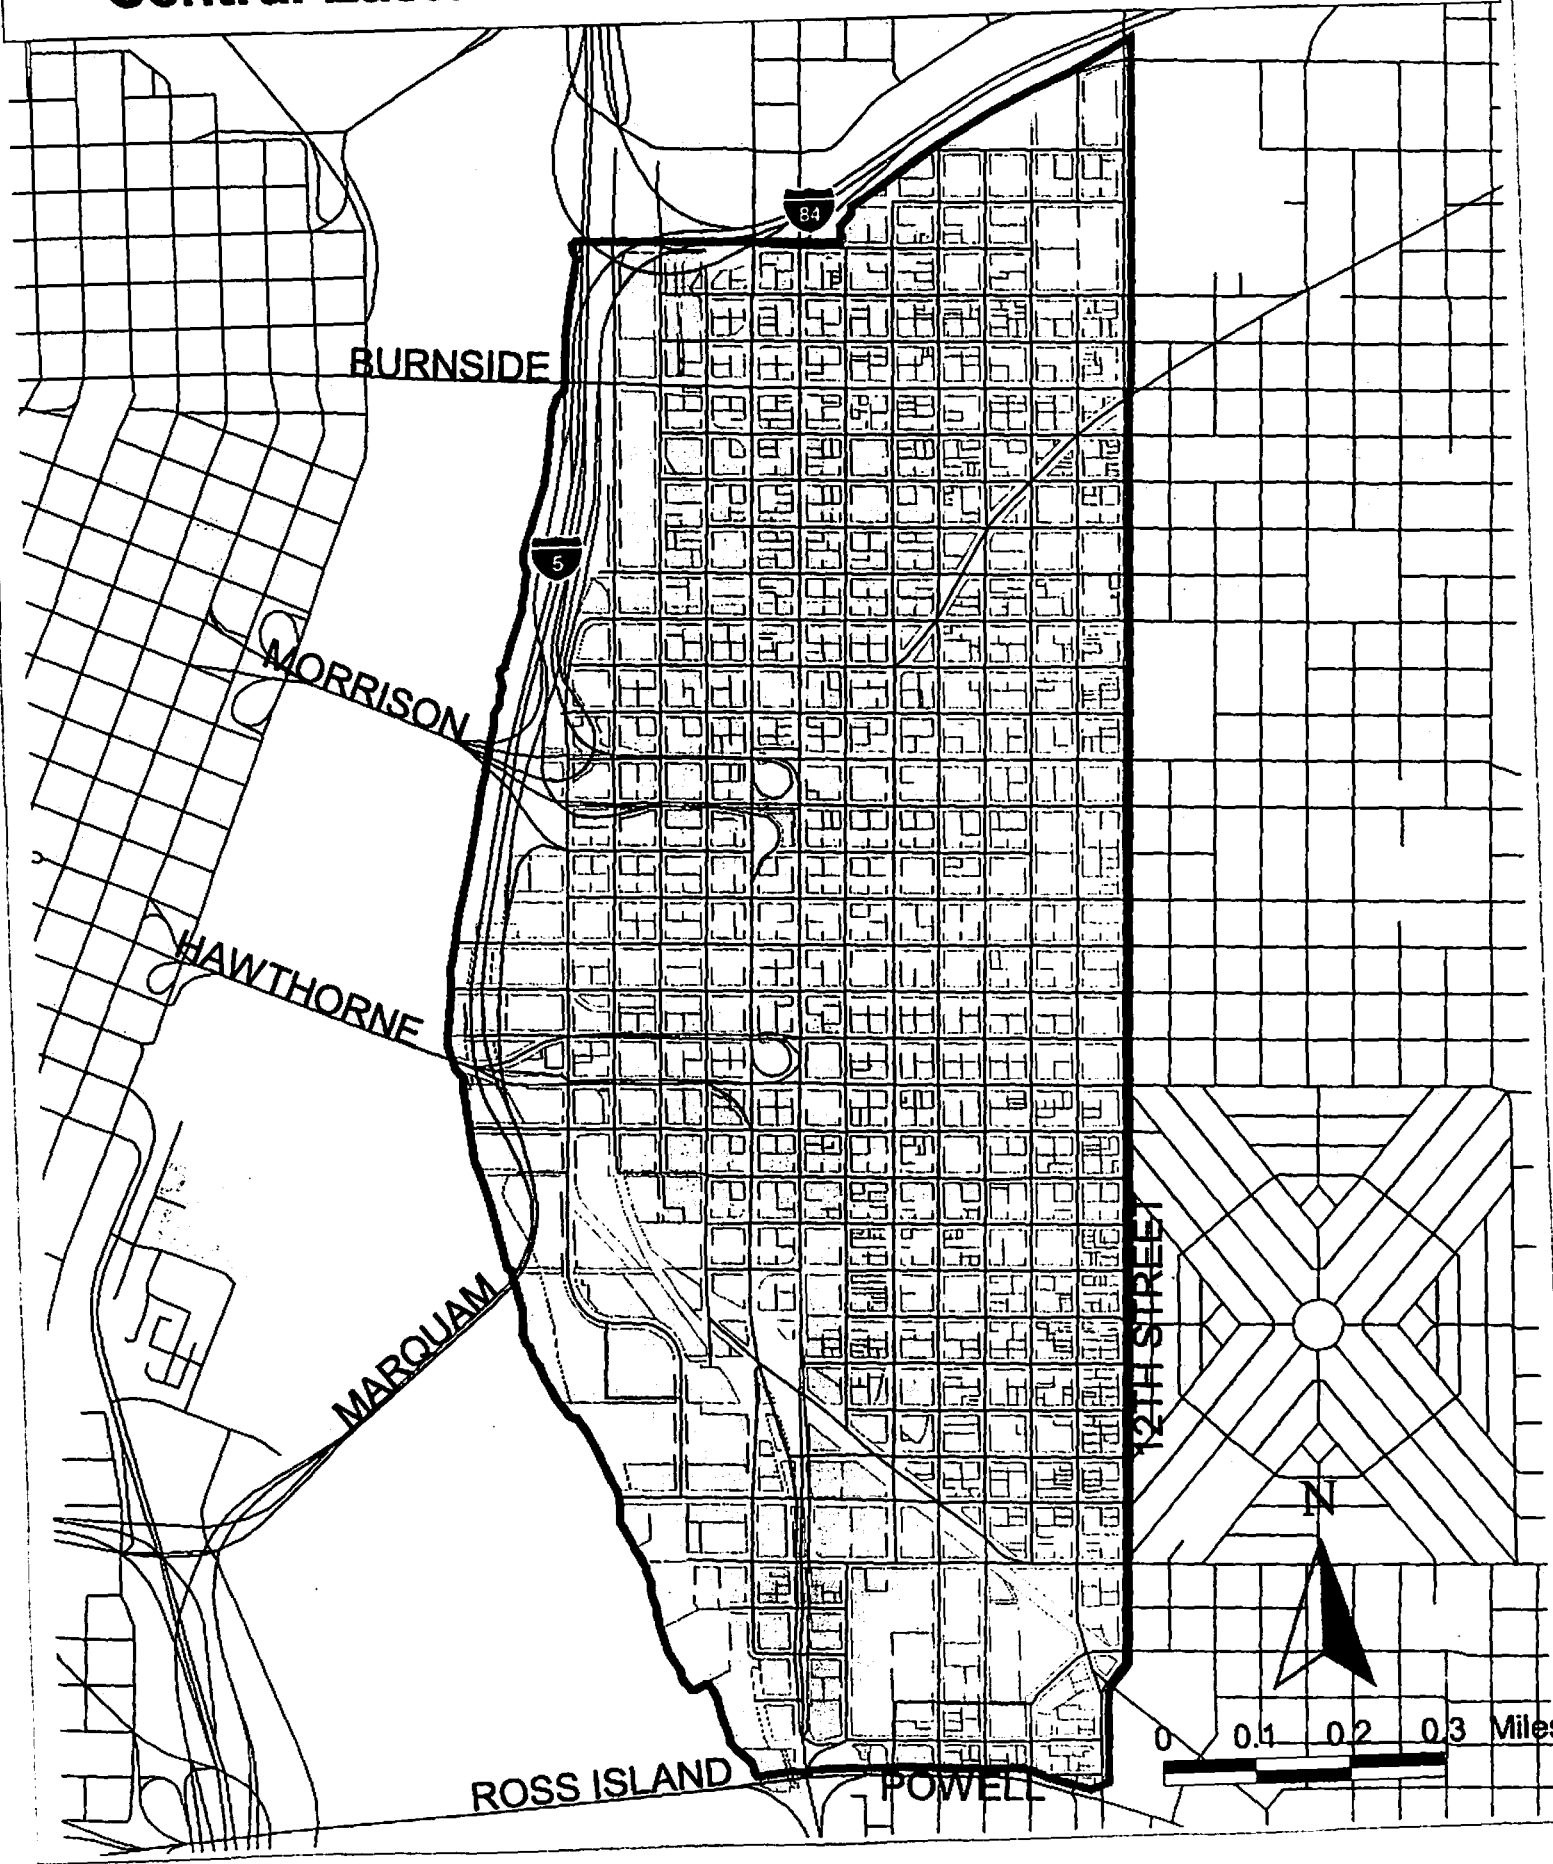 84
BURNSIDE
5
MORRISON
HAWTHORNE
MARQUAM
12TH STREET
N
0 0.1 0.2 0.3 Miles
ROSS ISLAND
POWELL